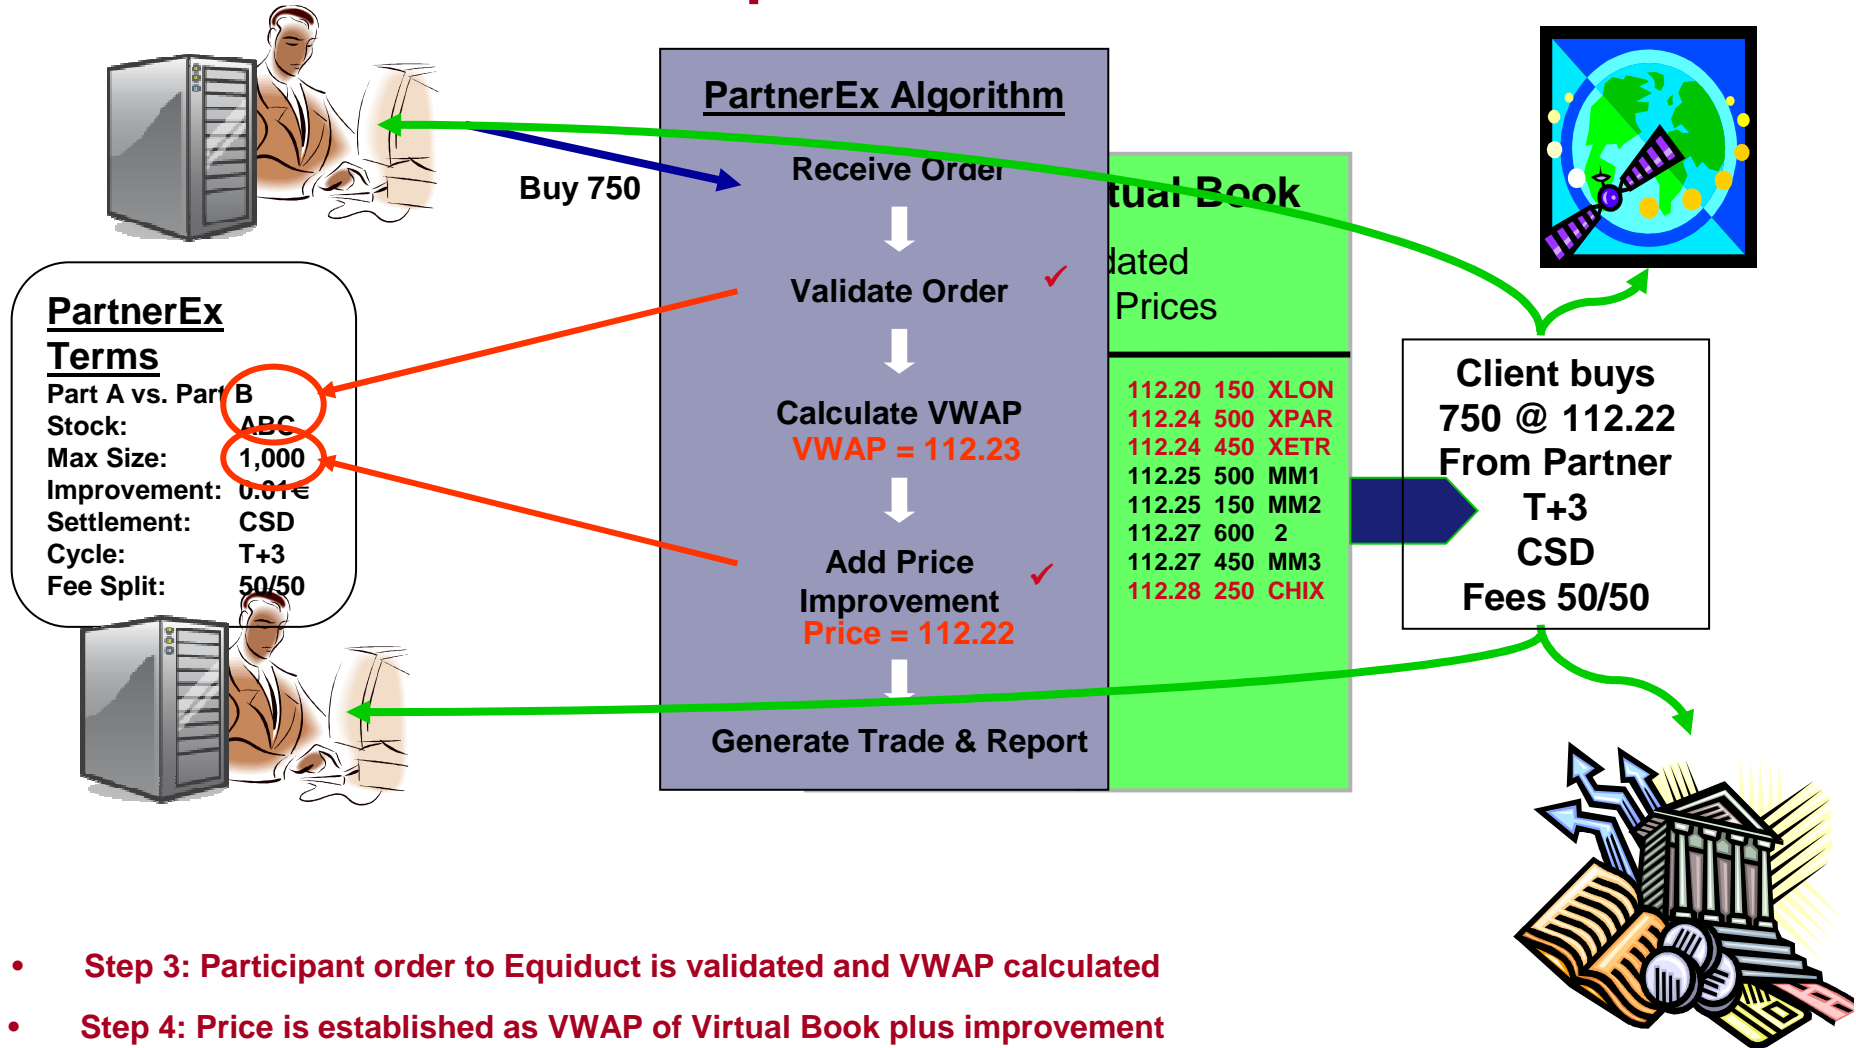 PartnerEx Algorithm
Receive Order
Buy 750
Validate Order ✓
Calculate VWAP
VWAP = 112.23
Add Price
Improvement ✓
Price = 112.22
Generate Trade & Report
Book
Prices
112.20 150 XLON
112.24 500 XPAR
112.24 450 XETR
112.25 500 MM1
112.25 150 MM2
112.27 600 2
112.27 450 MM3
112.28 250 CHIX
PartnerEx
Terms
Part A vs. Part B
Stock: ABC
Max Size: 1,000
Improvement: 0.01€
Settlement: CSD
Cycle: T+3
Fee Split: 50/50
Client buys
750 @ 112.22
From Partner
T+3
CSD
Fees 50/50
• Step 3: Participant order to Equiduct is validated and VWAP calculated
• Step 4: Price is established as VWAP of Virtual Book plus improvement